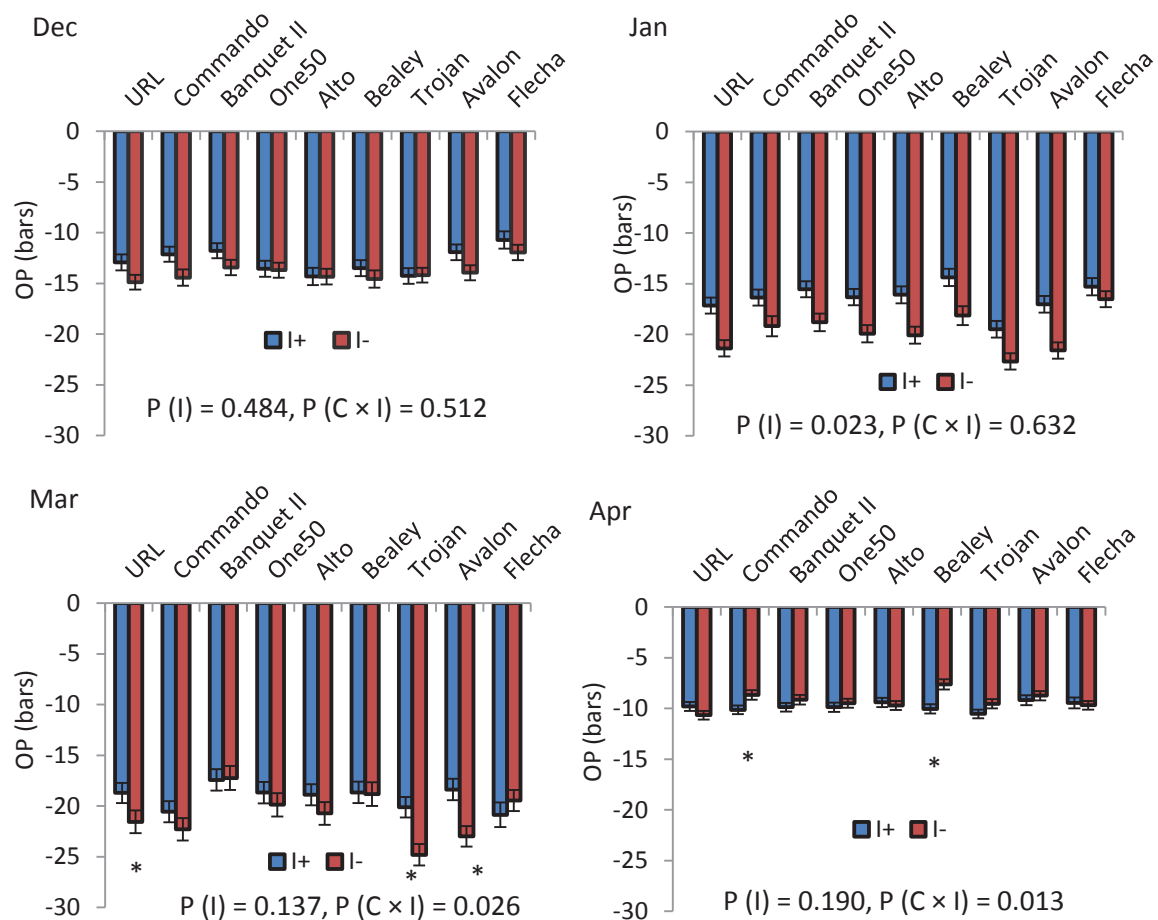 Dec
URL
Commando
Banquet II
One50
Alto
Bealey
Trojan
Avalon
Flecha
OP (bars)
0
-5
-10
-15
-20
-25
-30
I+ I-
P (I) = 0.484, P (C × I) = 0.512
Jan
URL
Commando
Banquet II
One50
Alto
Bealey
Trojan
Avalon
Flecha
OP (bars)
0
-5
-10
-15
-20
-25
-30
I+ I-
P (I) = 0.023, P (C × I) = 0.632
Mar
URL
Commando
Banquet II
One50
Alto
Bealey
Trojan
Avalon
Flecha
OP (bars)
0
-5
-10
-15
-20
-25
-30
I+ I-
* * *
P (I) = 0.137, P (C × I) = 0.026
Apr
URL
Commando
Banquet II
One50
Alto
Bealey
Trojan
Avalon
Flecha
OP (bars)
0
-5
-10
-15
-20
-25
-30
* *
I+ I-
P (I) = 0.190, P (C × I) = 0.013